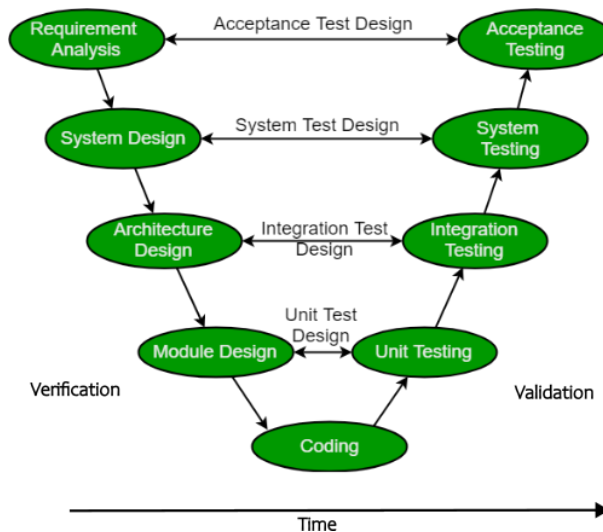 Requirement
Analysis
Acceptance Test Design
Acceptance
Testing
System Design
System Test Design
System
Testing
Architecture
Design
Integration Test
Design
Integration
Testing
Module Design
Unit Test
Design
Unit Testing
Verification
Validation
Coding
Time